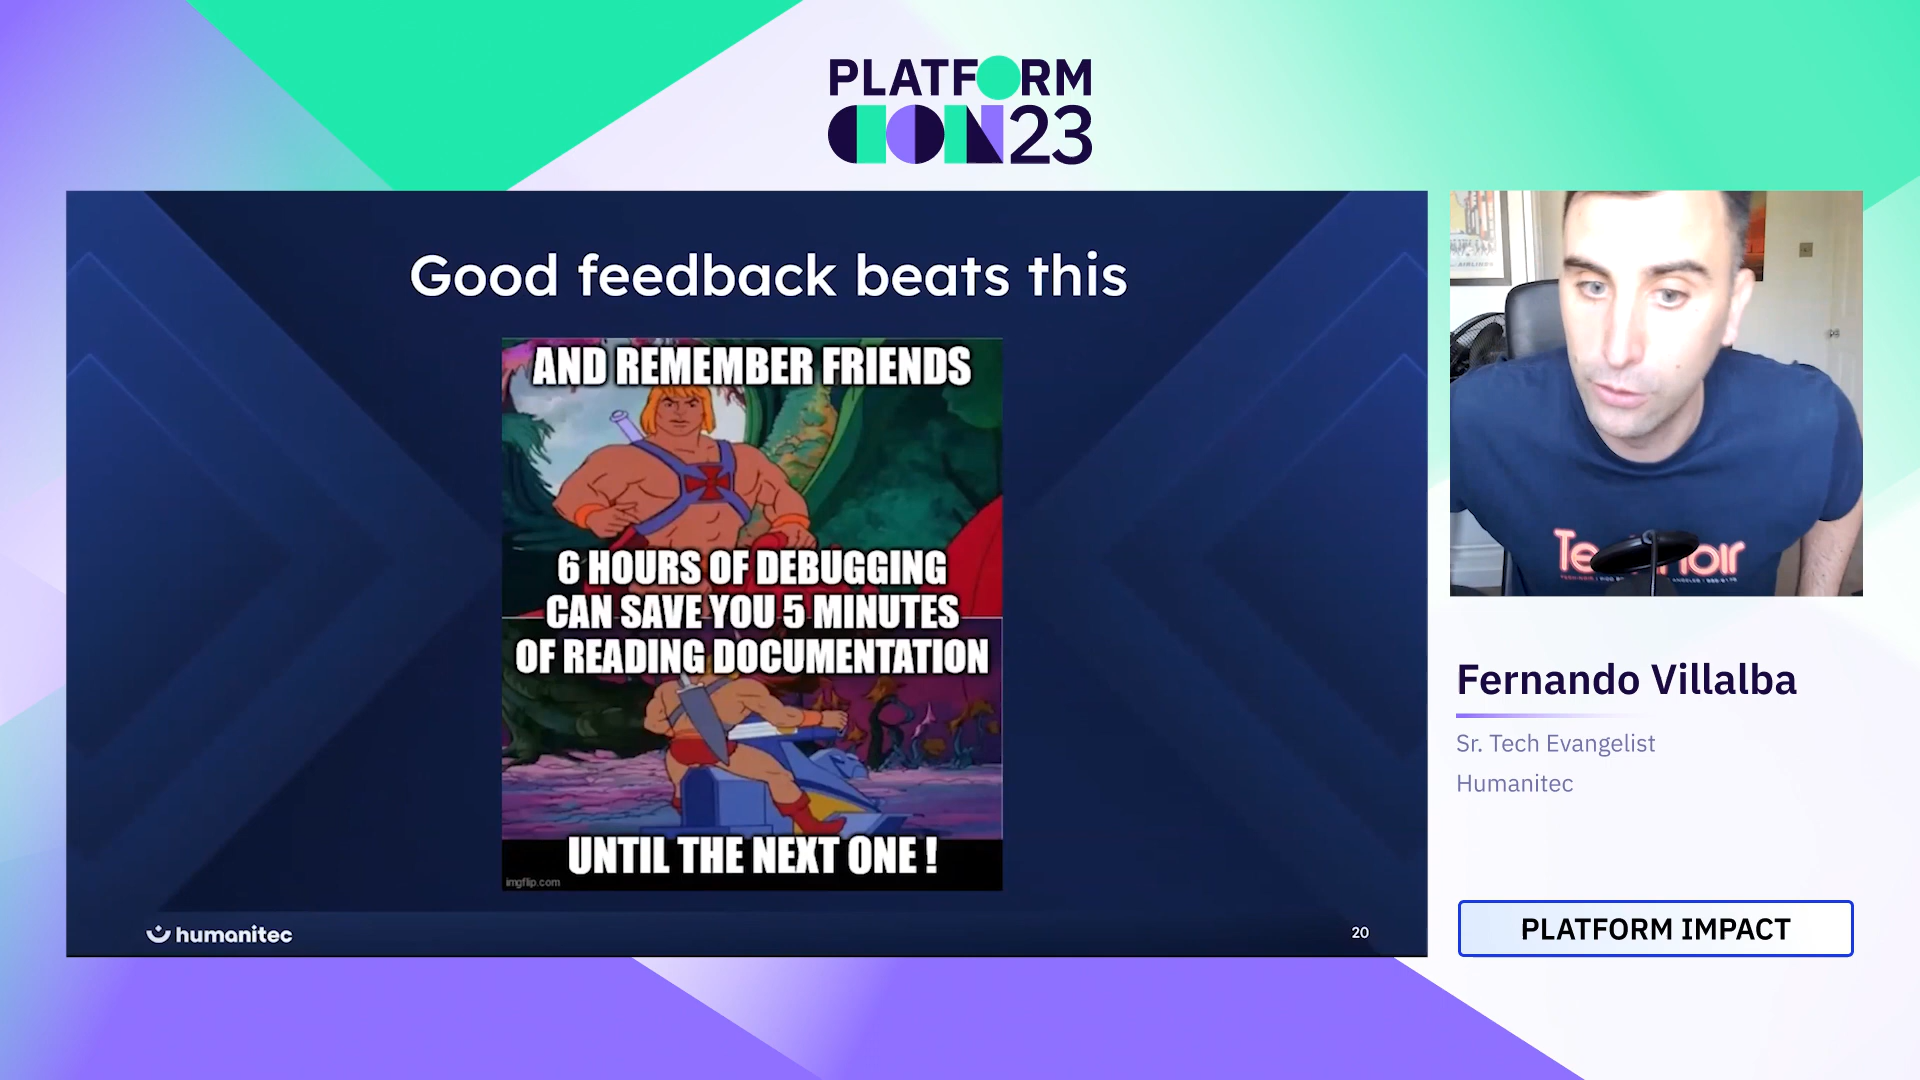 PLATFORM
CON23
Good feedback beats this
AND REMEMBER FRIENDS
6 HOURS OF DEBUGGING
CAN SAVE YOU 5 MINUTES
OF READING DOCUMENTATION
UNTIL THE NEXT ONE !
imgflip.com
humanitec
20
Fernando Villalba
Sr. Tech Evangelist
Humanitec
PLATFORM IMPACT